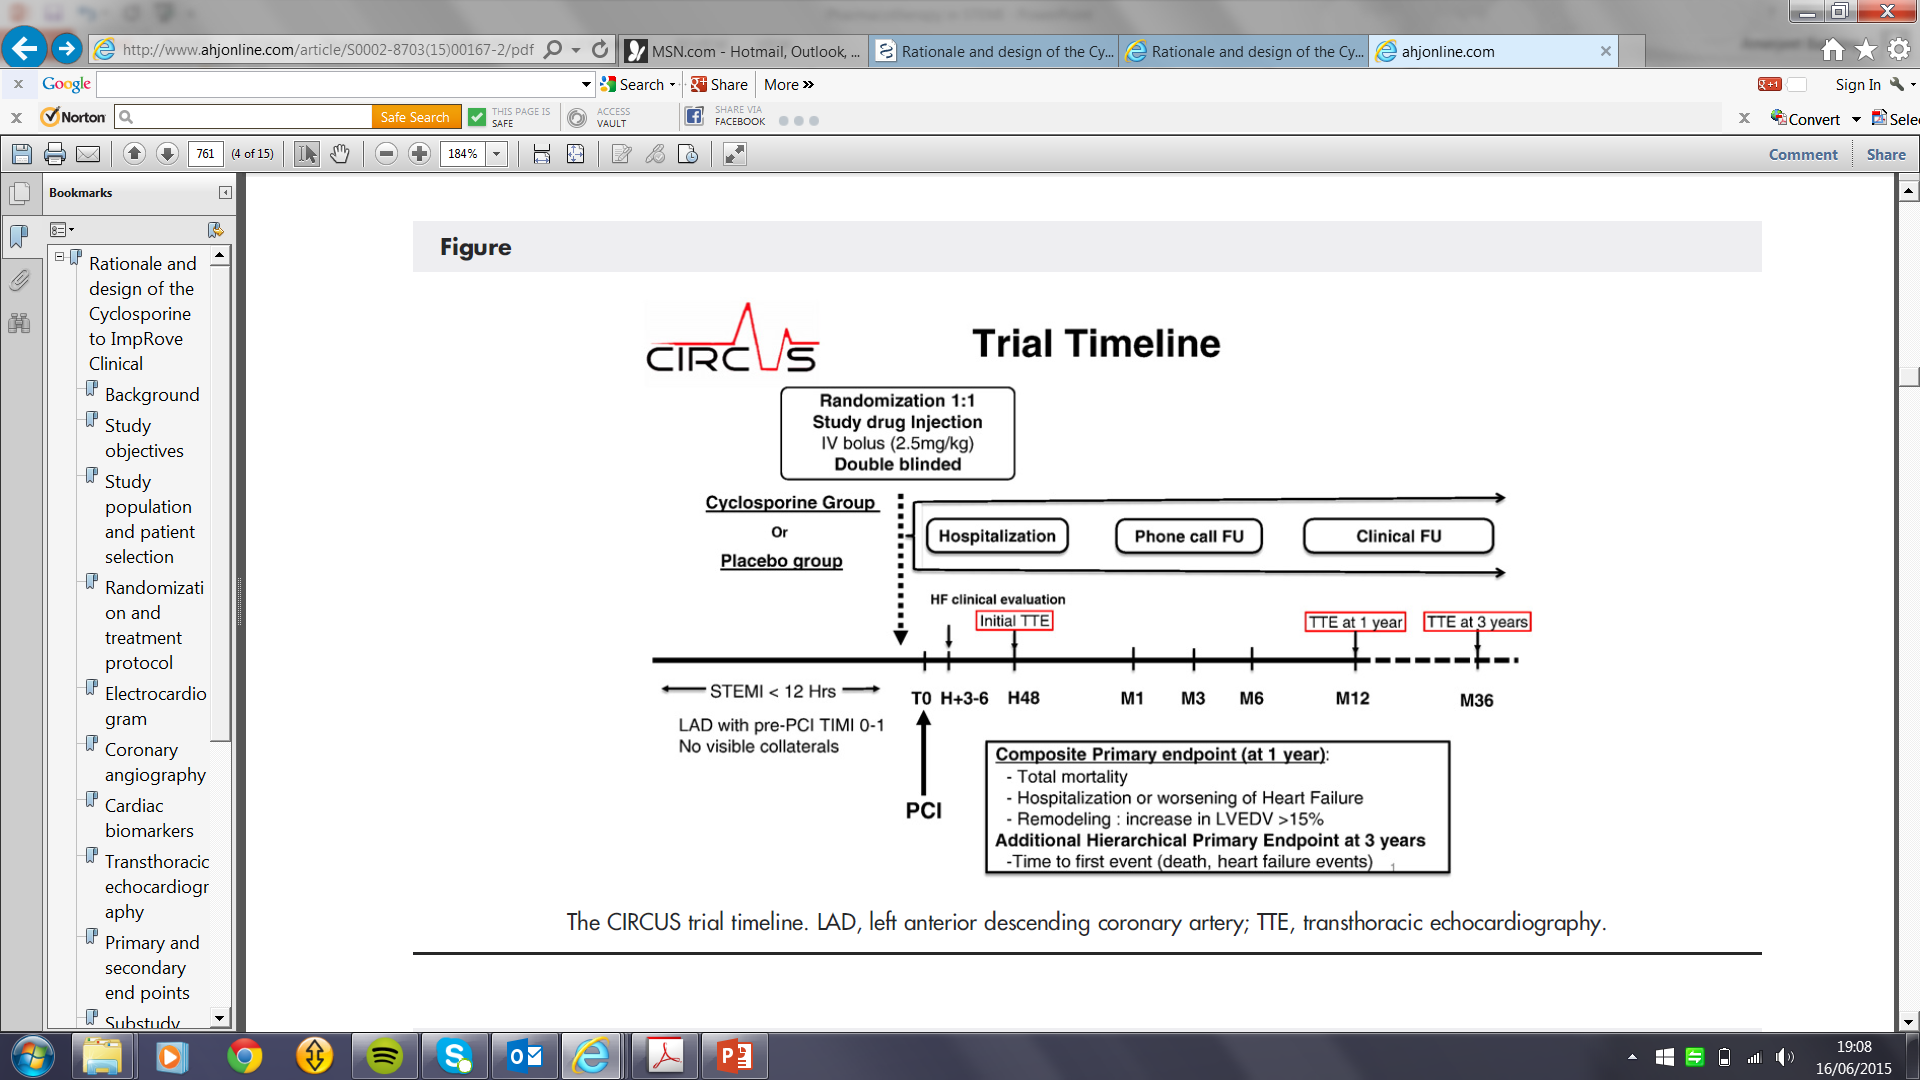 http://www.ahjonline.com/article/S0002-8703(15)00167-2/pdf
MSN.com - Hotmail, Outlook, ...
Rationale and design of the Cy...
Rationale and design of the Cy...
ahjonline.com
x Google Search Share More »
Sign In
x Norton Safe Search
THIS PAGE IS
SAFE
ACCESS
VAULT
SHARE VIA
FACEBOOK
x Convert Selec
761 (4 of 15) 184% Comment Share
Bookmarks
Rationale and
design of the
Cyclosporine
to ImpRove
Clinical
Background
Study
objectives
Study
population
and patient
selection
Randomizati
on and
treatment
protocol
Electrocardio
gram
Coronary
angiography
Cardiac
biomarkers
Transthoracic
echocardiogr
aphy
Primary and
secondary
end points
Substudy
Figure
CIRCUS
Trial Timeline
Randomization 1:1
Study drug Injection
IV bolus (2.5mg/kg)
Double blinded
Cyclosporine Group
Or
Placebo group
Hospitalization Phone call FU Clinical FU
HF clinical evaluation
Initial TTE TTE at 1 year TTE at 3 years
STEMI < 12 Hrs
T0 H+3-6 H48 M1 M3 M6 M12 M36
LAD with pre-PCI TIMI 0-1
No visible collaterals
PCI
Composite Primary endpoint (at 1 year):
- Total mortality
- Hospitalization or worsening of Heart Failure
- Remodeling : increase in LVEDV >15%
Additional Hierarchical Primary Endpoint at 3 years
-Time to first event (death, heart failure events)
1
The CIRCUS trial timeline. LAD, left anterior descending coronary artery; TTE, transthoracic echocardiography.
19:08
16/06/2015